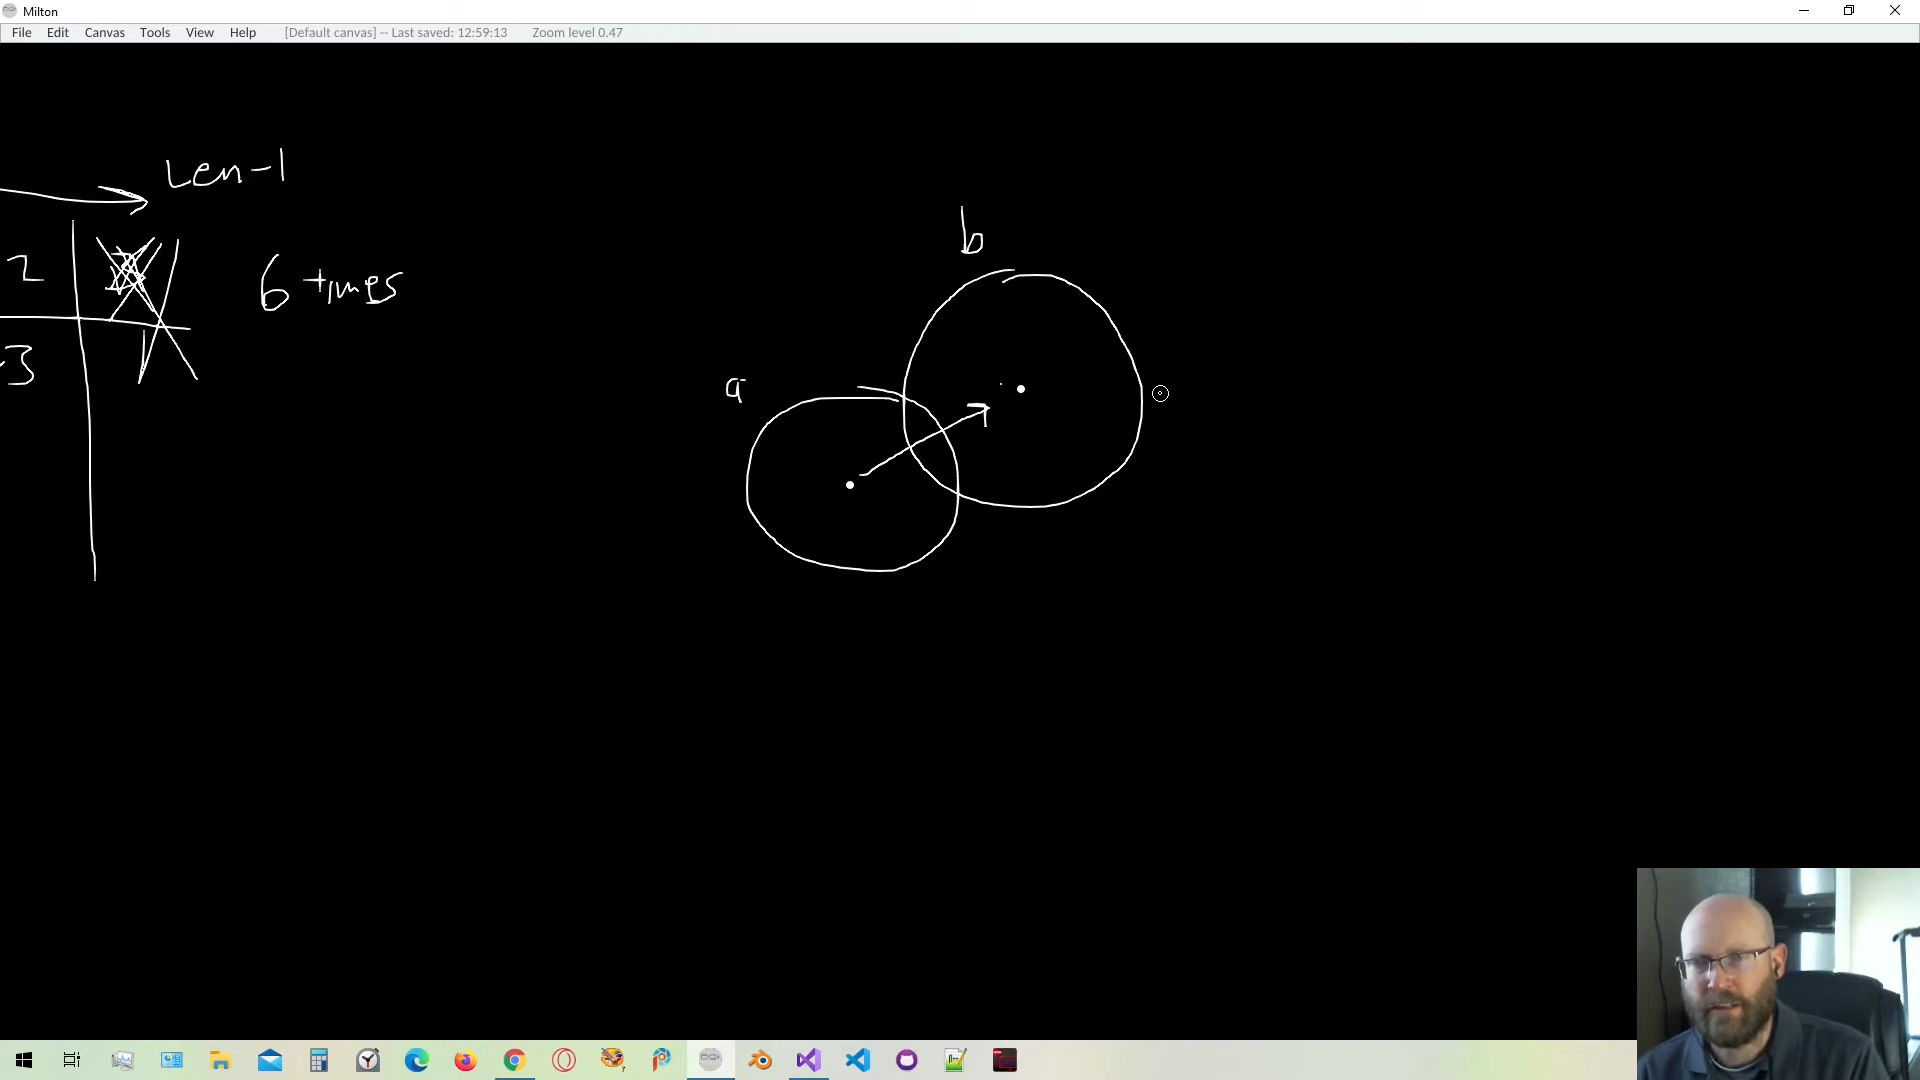 Milton
File Edit Canvas Tools View Help [Default canvas] -- Last saved: 12:59:13 Zoom level 0.47
Len-1
b
2
6 times
3
a